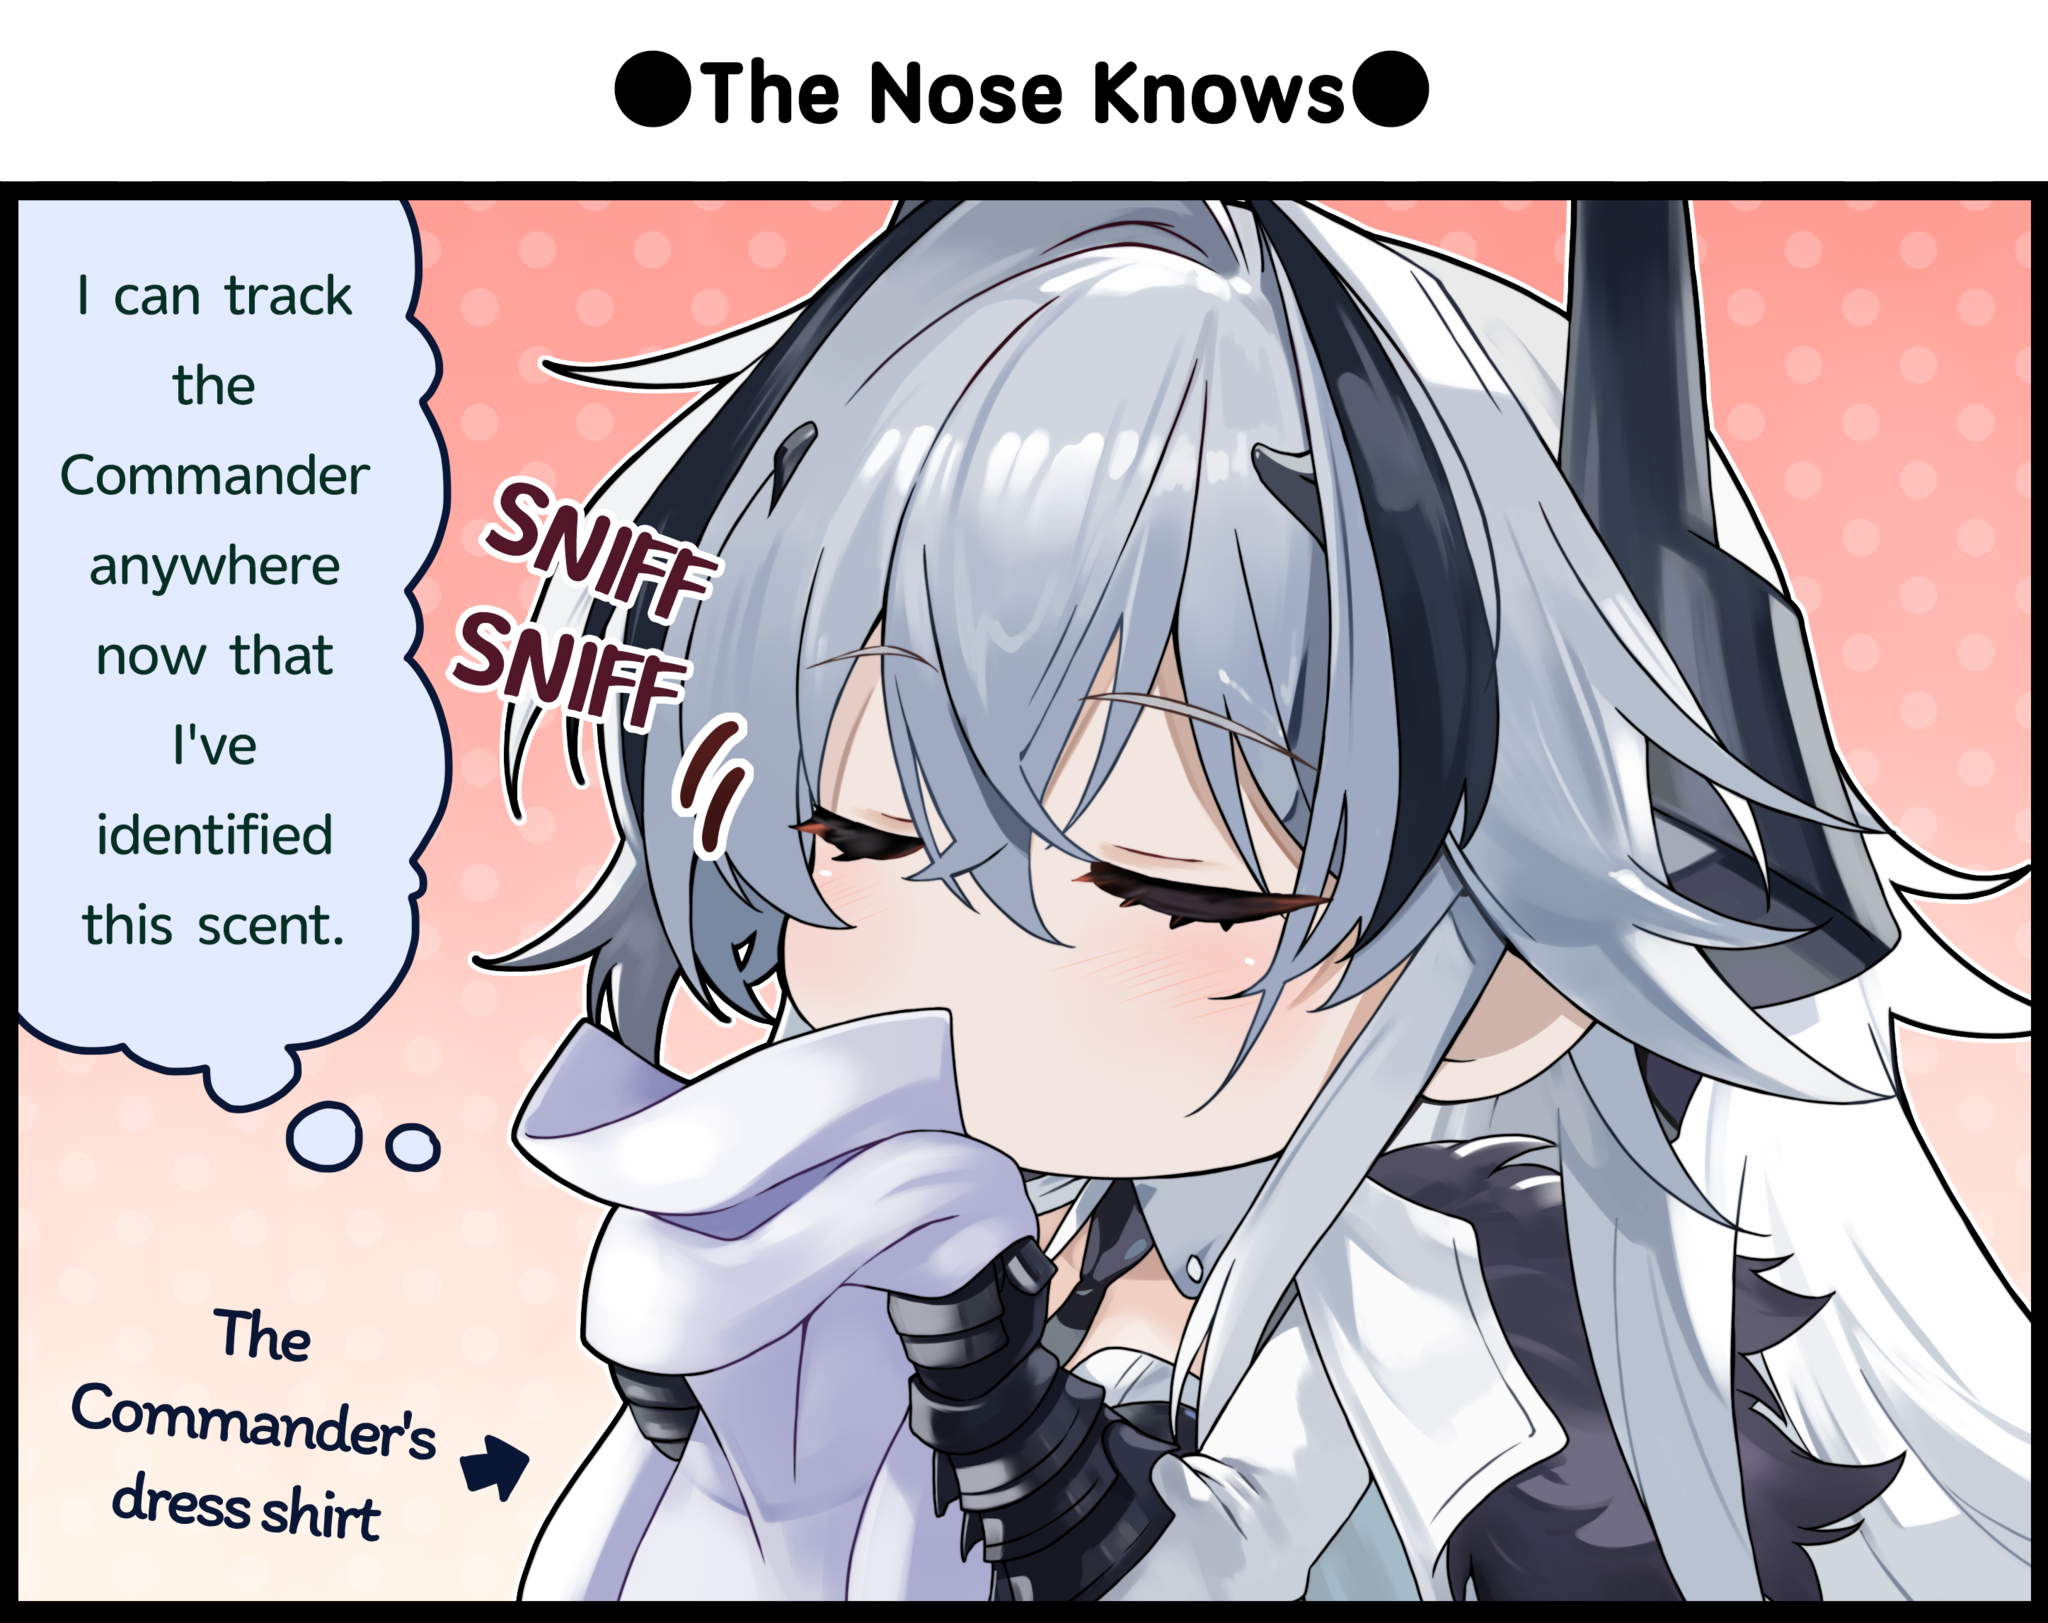 ●The Nose Knows●
I can track
the
Commander
anywhere
now that
I've
identified
this scent.
SNIFF
SNIFF
The
Commander's
dress shirt